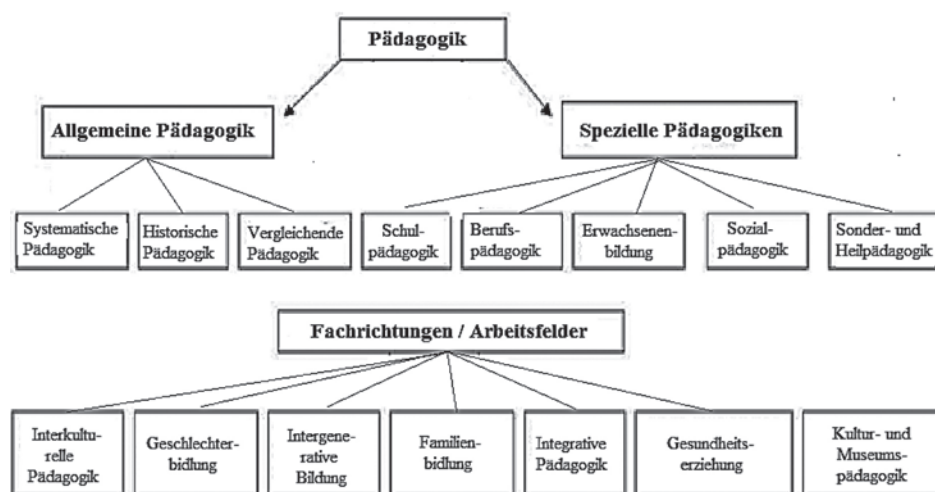 Pädagogik
Allgemeine Pädagogik
Spezielle Pädagogiken
Systematische
Pädagogik
Historische
Pädagogik
Vergleichende
Pädagogik
Schul-
pädagogik
Berufs-
pädagogik
Erwachsenen-
bildung
Sozial-
pädagogik
Sonder- und
Heilpädagogik
Fachrichtungen / Arbeitsfelder
Interkultu-
relle
Pädagogik
Geschlechter-
bidlung
Intergene-
rative
Bildung
Familien-
bidlung
Integrative
Pädagogik
Gesundheits-
erziehung
Kultur- und
Museums-
pädagogik